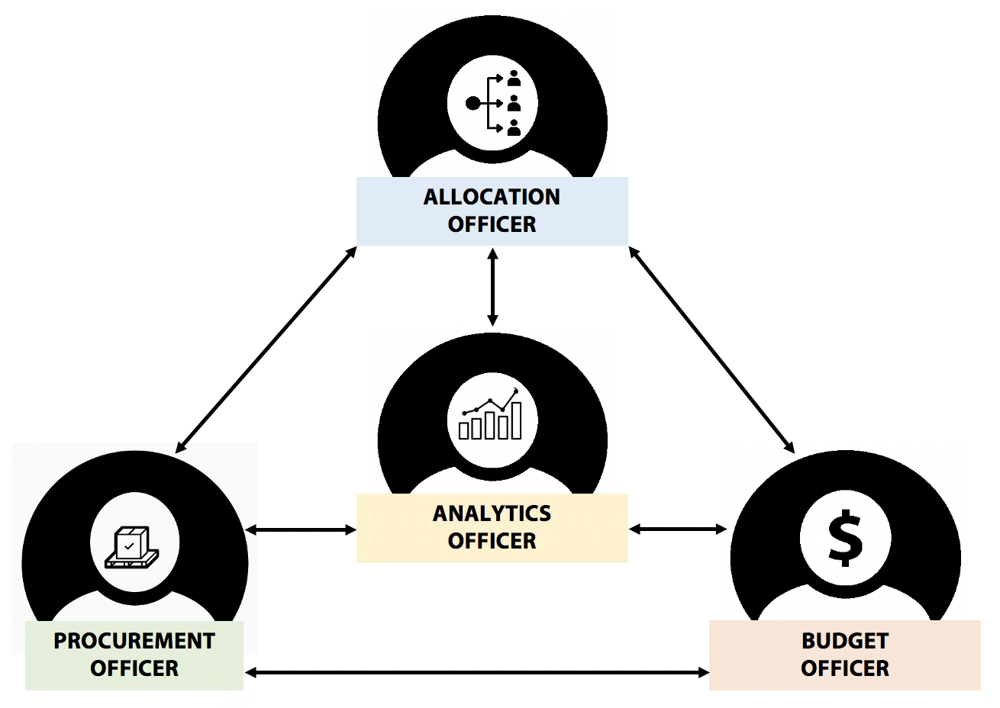 ALLOCATION
OFFICER
ANALYTICS
OFFICER
$
PROCUREMENT
OFFICER
BUDGET
OFFICER